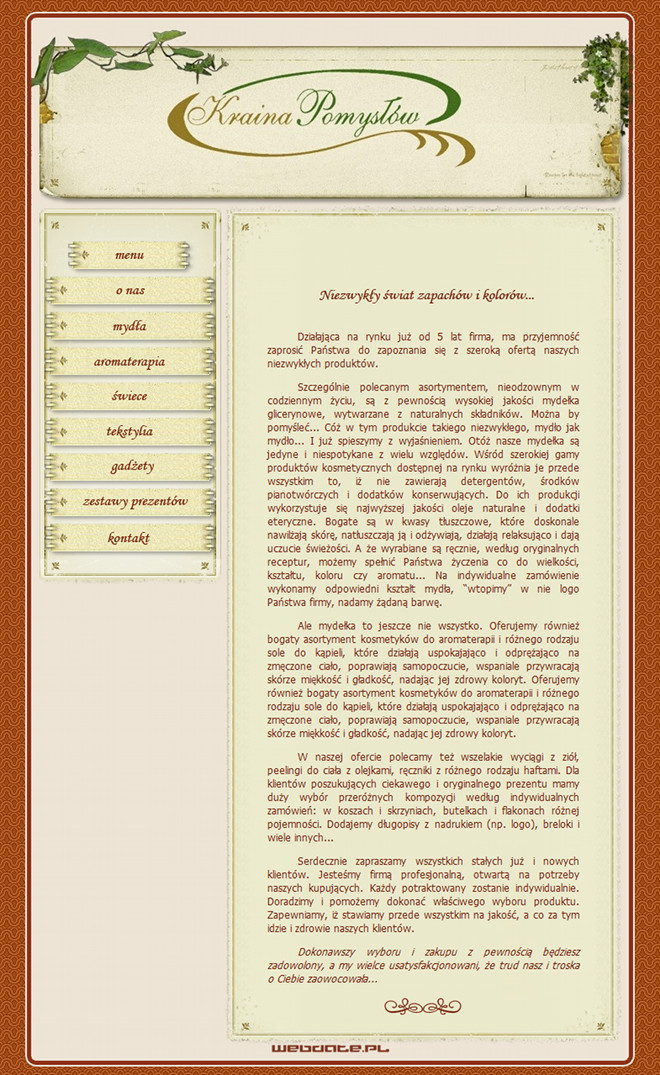 Kraina Pomysłów
menu
o nas
mydła
aromaterapia
świece
tekstylia
gadżety
zestawy prezentów
kontakt
Niezwykły świat zapachów i kolorów...
Działająca na rynku już od 5 lat firma, ma przyjemność
zaprosić Państwa do zapoznania się z szeroką ofertą naszych
niezwykłych produktów.
Szczególnie polecanym asortymentem, nieodzownym w
codziennym życiu, są z pewnością wysokiej jakości mydełka
glicerynowe, wytwarzane z naturalnych składników. Można by
pomyśleć... Cóż w tym produkcie takiego niezwykłego, mydło jak
mydło... I już spieszymy z wyjaśnieniem. Otóż nasze mydełka są
jedyne i niespotykane z wielu względów. Wśród szerokiej gamy
produktów kosmetycznych dostępnej na rynku wyróżnia je przede
wszystkim to, iż nie zawierają detergentów, środków
pianotwórczych i dodatków konserwujących. Do ich produkcji
wykorzystuje się najwyższej jakości oleje naturalne i dodatki
eteryczne. Bogate są w kwasy tłuszczowe, które doskonale
nawilżają skórę, natłuszczają ją i odżywiają, działają relaksująco i dają
uczucie świeżości. A że wyrabiane są ręcznie, według oryginalnych
receptur, możemy spełnić Państwa życzenia co do wielkości,
kształtu, koloru czy aromatu... Na indywidualne zamówienie
wykonamy odpowiedni kształt mydła, “wtopimy” w nie logo
Państwa firmy, nadamy żądaną barwę.
Ale mydełka to jeszcze nie wszystko. Oferujemy również
bogaty asortyment kosmetyków do aromaterapi i różnego rodzaju
sole do kąpieli, które działają uspokajająco i odprężająco na
zmęczone ciało, poprawiają samopoczucie, wspaniale przywracają
skórze miękkość i gładkość, nadając jej zdrowy koloryt. Oferujemy
również bogaty asortyment kosmetyków do aromaterapi i różnego
rodzaju sole do kąpieli, które działają uspokajająco i odprężająco na
zmęczone ciało, poprawiają samopoczucie, wspaniale przywracają
skórze miękkość i gładkość, nadając jej zdrowy koloryt.
W naszej ofercie polecamy też wszelakie wyciągi z ziół,
peelingi do ciała z olejkami, ręczniki z różnego rodzaju haftami. Dla
klientów poszukujących ciekawego i oryginalnego prezentu mamy
duży wybór przeróżnych kompozycji według indywidualnych
zamówień: w koszach i skrzyniach, butelkach i flakonach różnej
pojemności. Dodajemy długopisy z nadrukiem (np. logo), breloki i
wiele innych...
Serdecznie zapraszamy wszystkich stałych już i nowych
klientów. Jesteśmy firmą profesjonalną, otwartą na potrzeby
naszych kupujących. Każdy potraktowany zostanie indywidualnie.
Doradzimy i pomożemy dokonać właściwego wyboru produktu.
Zapewniamy, iż stawiamy przede wszystkim na jakość, a co za tym
idzie i zdrowie naszych klientów.
Dokonawszy wyboru i zakupu z pewnością będziesz
zadowolony, a my wielce usatysfakcjonowani, że trud nasz i troska
o Ciebie zaowocowała...
webdate.pl